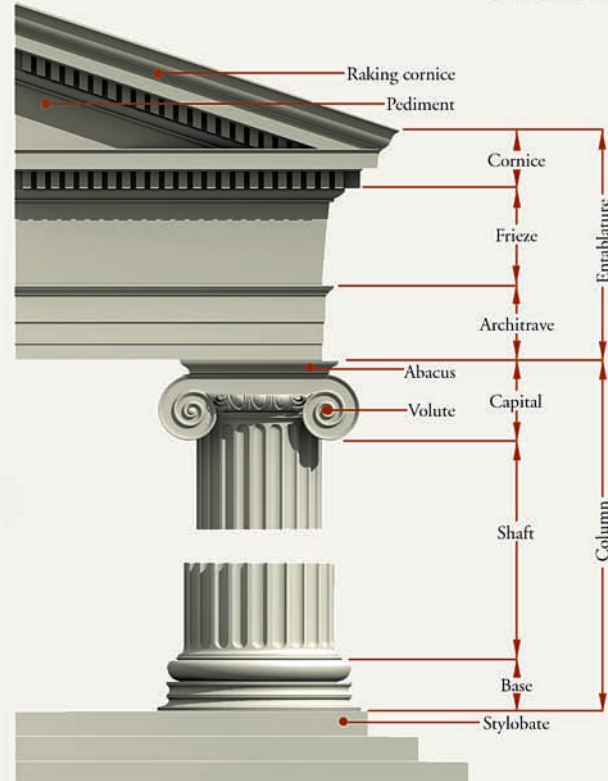 Raking cornice
Pediment
Cornice
Frieze
Entablature
Architrave
Abacus
Capital
Volute
Shaft
Column
Base
Stylobate